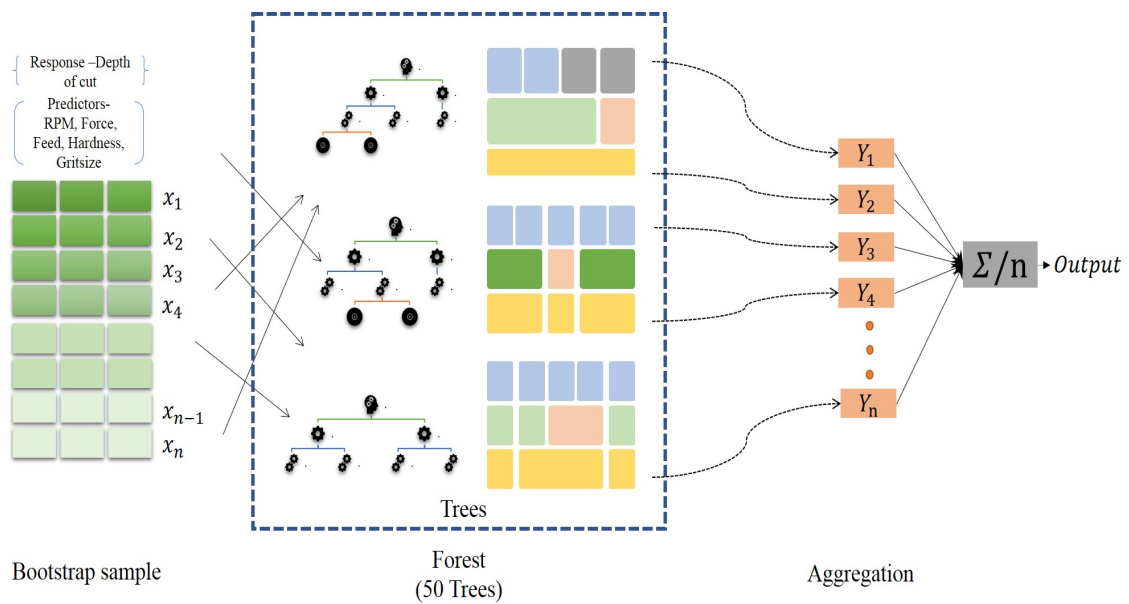 Response –Depth
of cut
Predictors-
RPM, Force,
Feed, Hardness,
Gritsize
x₁
x₂
x₃
x₄
xₙ₋₁
xₙ
Trees
Forest
(50 Trees)
Bootstrap sample
Y₁
Y₂
Y₃
Y₄
Yₙ
Σ/n
Output
Aggregation